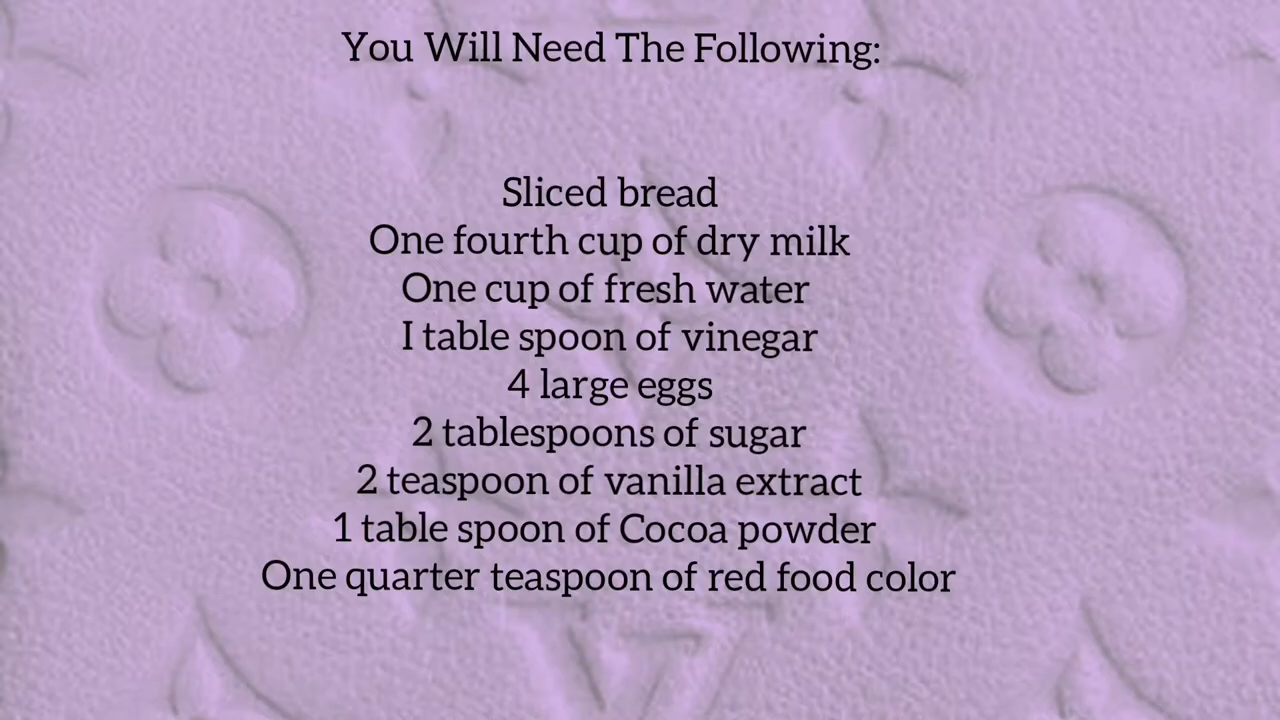 You Will Need The Following:
Sliced bread
One fourth cup of dry milk
One cup of fresh water
I table spoon of vinegar
4 large eggs
2 tablespoons of sugar
2 teaspoon of vanilla extract
1 table spoon of Cocoa powder
One quarter teaspoon of red food color